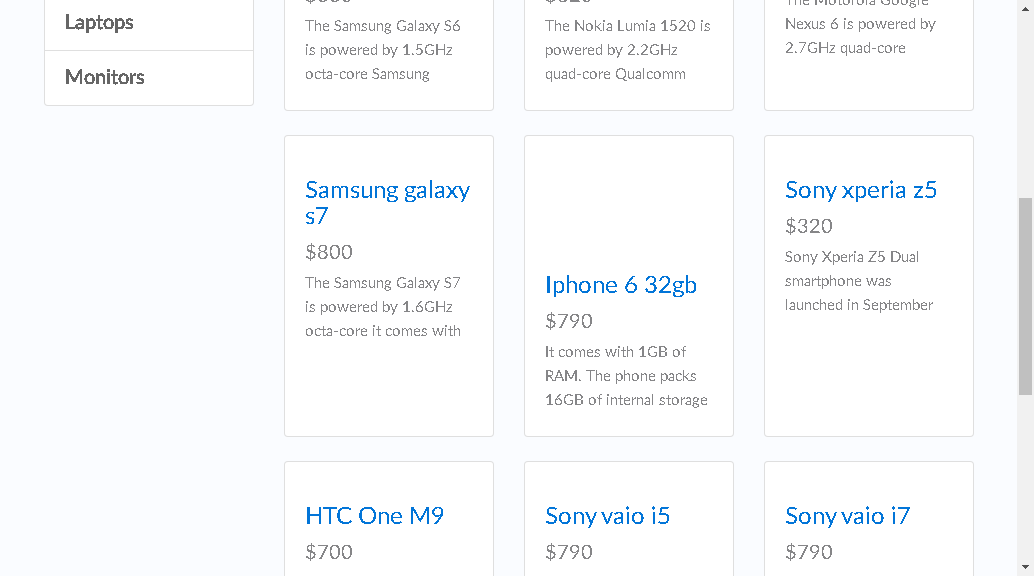 Laptops
Monitors
The Samsung Galaxy S6
is powered by 1.5GHz
octa-core Samsung
The Nokia Lumia 1520 is
powered by 2.2GHz
quad-core Qualcomm
The Motorola Google
Nexus 6 is powered by
2.7GHz quad-core
Samsung galaxy
s7
$800
The Samsung Galaxy S7
is powered by 1.6GHz
octa-core it comes with
Iphone 6 32gb
$790
It comes with 1GB of
RAM. The phone packs
16GB of internal storage
Sony xperia z5
$320
Sony Xperia Z5 Dual
smartphone was
launched in September
HTC One M9
$700
Sony vaio i5
$790
Sony vaio i7
$790